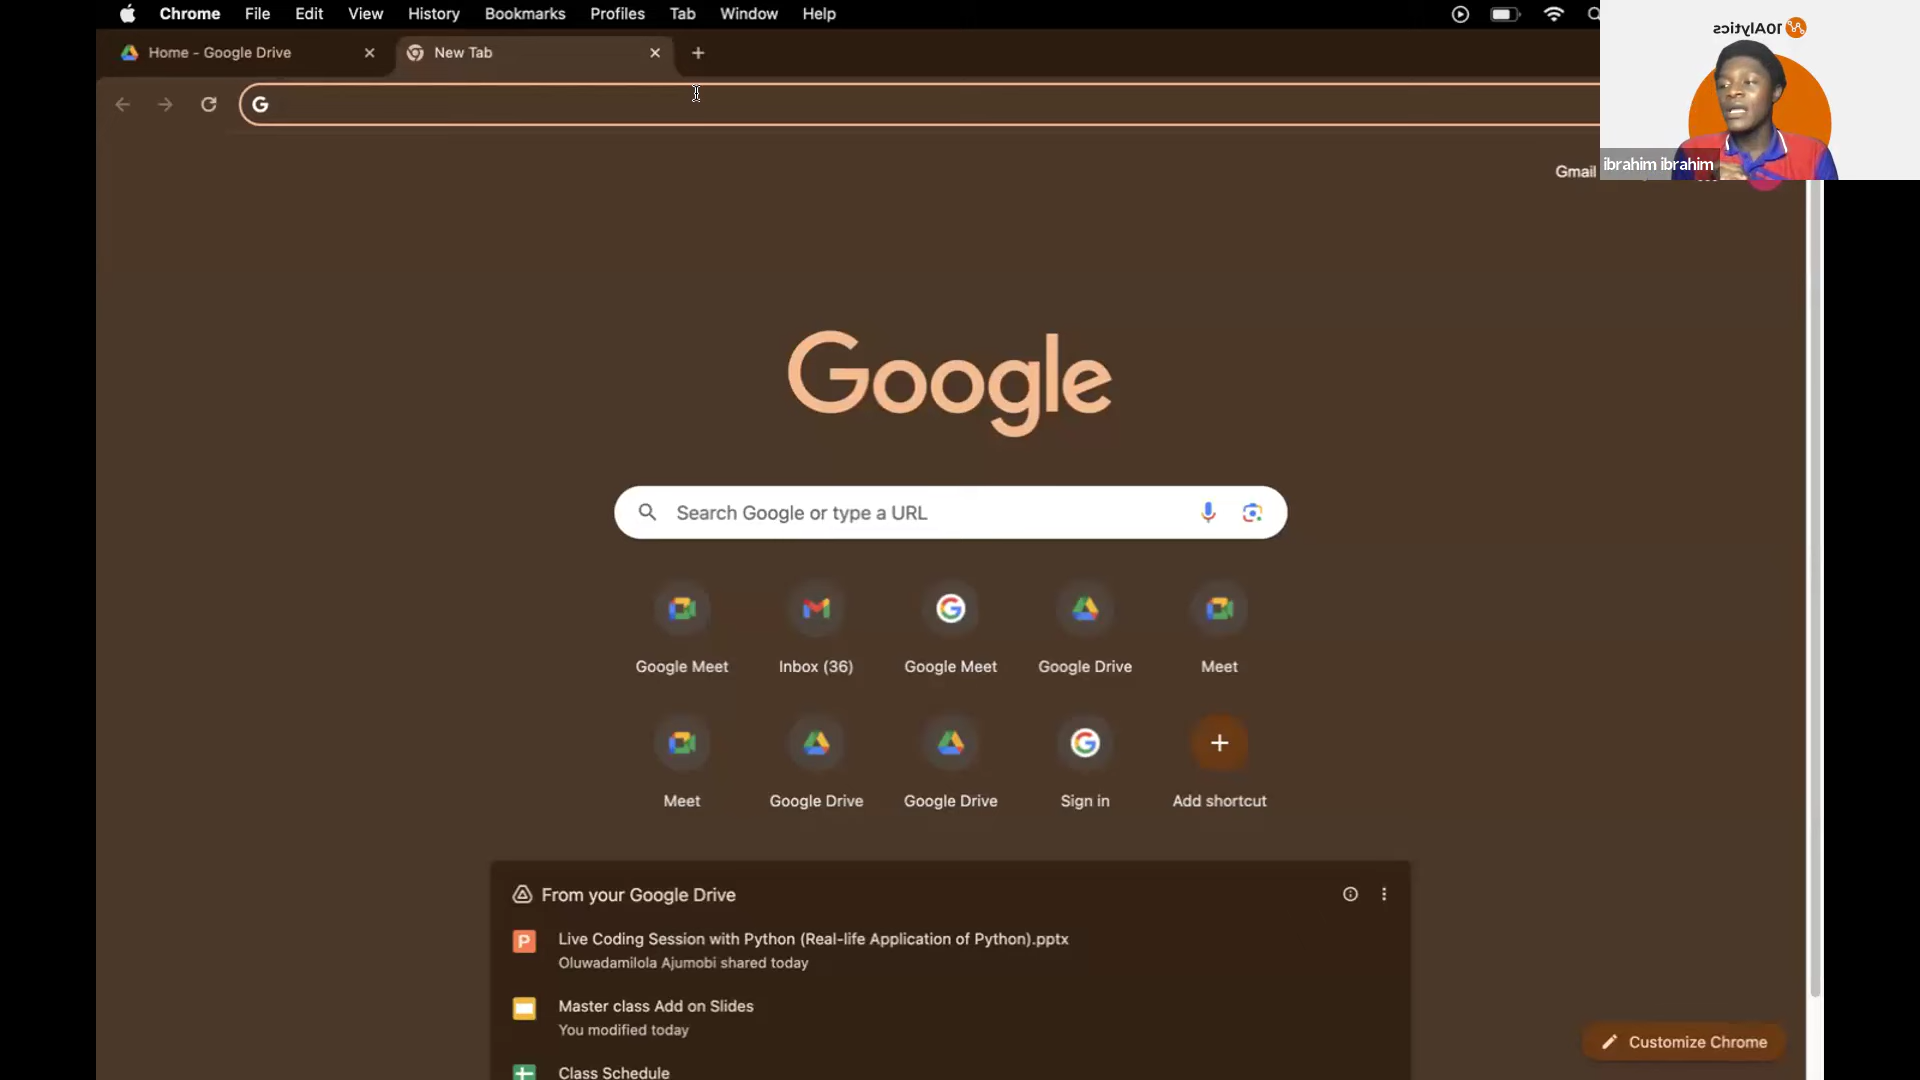 Chrome File Edit View History Bookmarks Profiles Tab Window Help
10Alytics
Home - Google Drive
New Tab
ibrahim ibrahim
Gmail
Google
Search Google or type a URL
Google Meet
Inbox (36)
Google Meet
Google Drive
Meet
Meet
Google Drive
Google Drive
Sign in
Add shortcut
From your Google Drive
Live Coding Session with Python (Real-life Application of Python).pptx
Oluwadamilola Ajumobi shared today
Master class Add on Slides
You modified today
Class Schedule
Customize Chrome